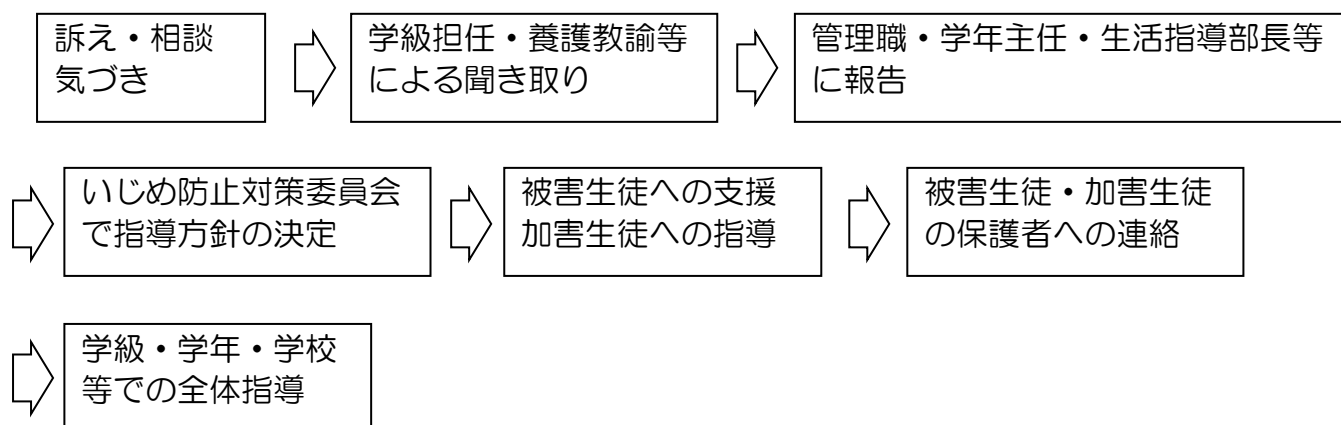 訴え・相談
気づき
学級担任・養護教諭等
による聞き取り
管理職・学年主任・生活指導部長等
に報告
いじめ防止対策委員会
で指導方針の決定
被害生徒への支援
加害生徒への指導
被害生徒・加害生徒
の保護者への連絡
学級・学年・学校
等での全体指導